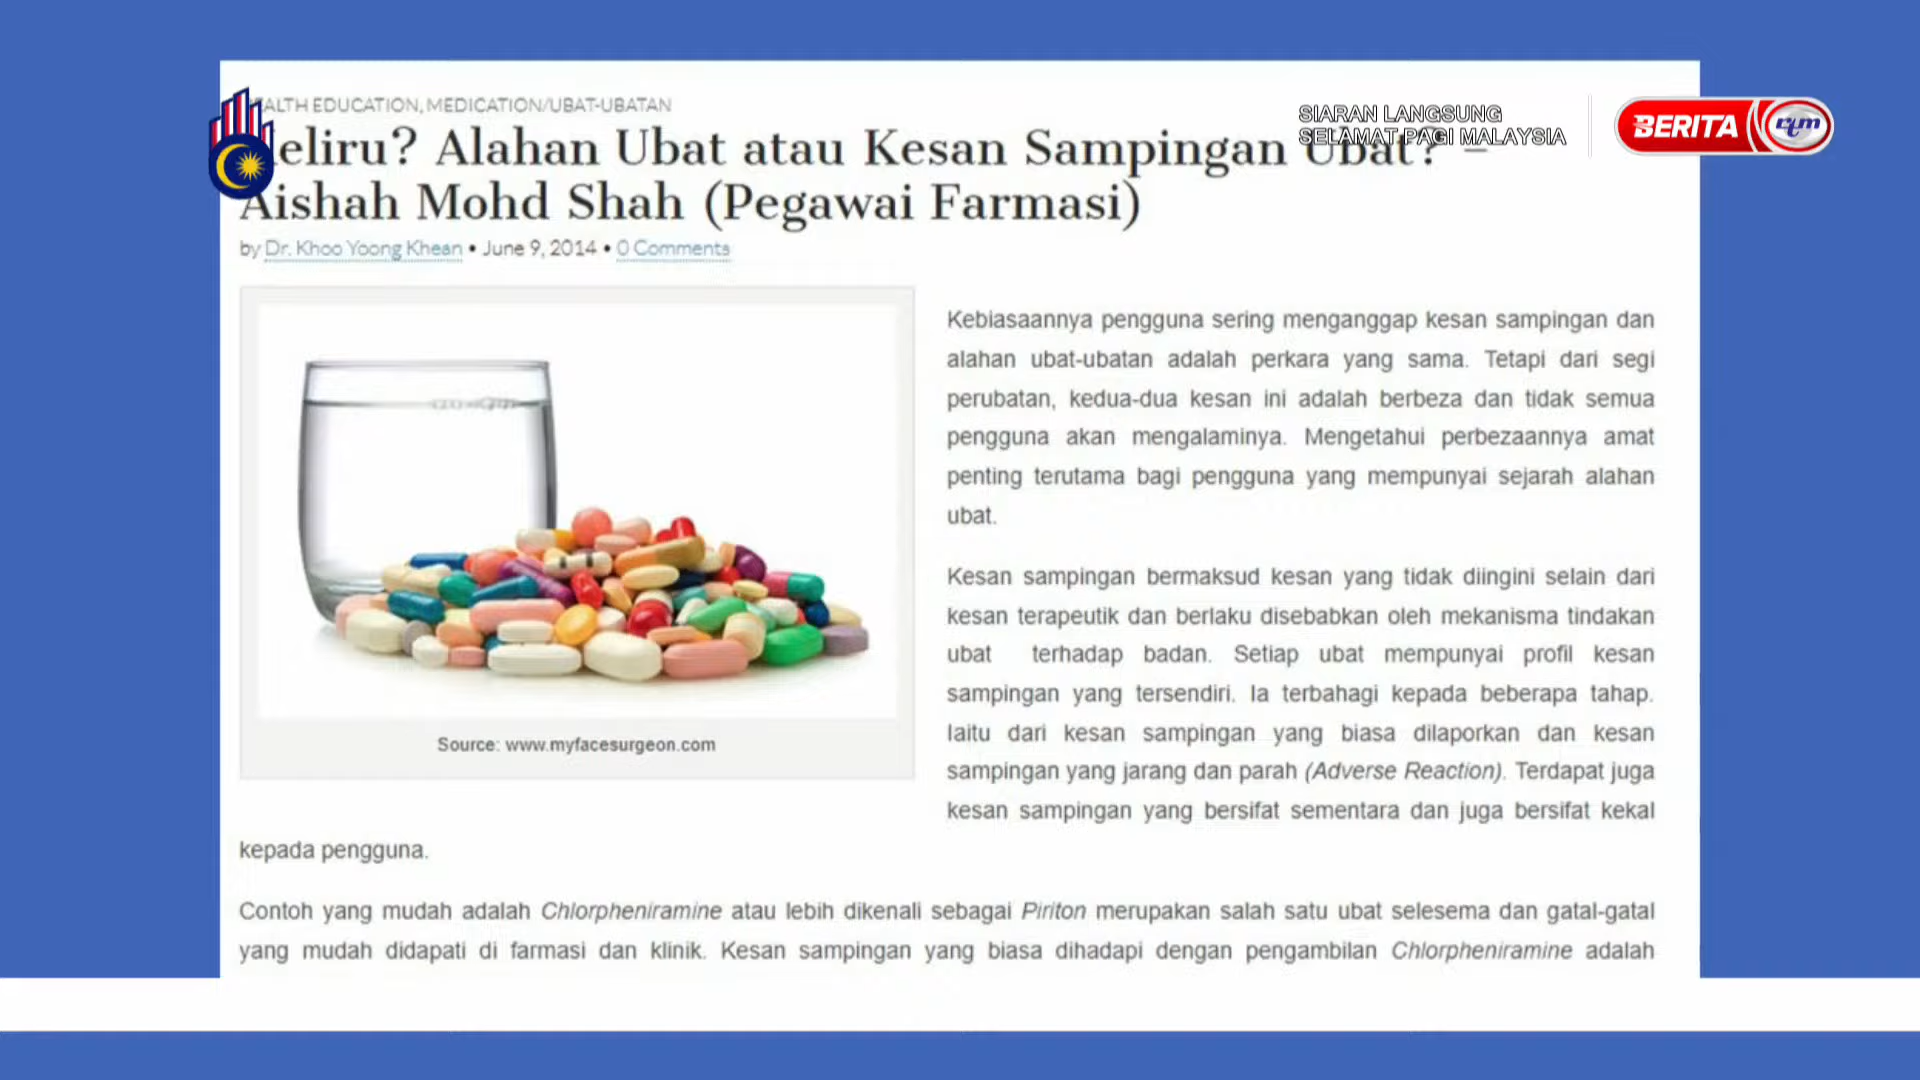 ALTH EDUCATION, MEDICATION/UBAT-UBATAN
SIARAN LANGSUNG
SELAMAT PAGI MALAYSIA
BERITA rtm
eliru? Alahan Ubat atau Kesan Sampingan Ubat? –
Aishah Mohd Shah (Pegawai Farmasi)
by Dr. Khoo Yoong Khean • June 9, 2014 • 0 Comments
Kebiasaannya pengguna sering menganggap kesan sampingan dan
alahan ubat-ubatan adalah perkara yang sama. Tetapi dari segi
perubatan, kedua-dua kesan ini adalah berbeza dan tidak semua
pengguna akan mengalaminya. Mengetahui perbezaannya amat
penting terutama bagi pengguna yang mempunyai sejarah alahan
ubat.
Kesan sampingan bermaksud kesan yang tidak diingini selain dari
kesan terapeutik dan berlaku disebabkan oleh mekanisma tindakan
ubat terhadap badan. Setiap ubat mempunyai profil kesan
sampingan yang tersendiri. Ia terbahagi kepada beberapa tahap.
Iaitu dari kesan sampingan yang biasa dilaporkan dan kesan
sampingan yang jarang dan parah (Adverse Reaction). Terdapat juga
kesan sampingan yang bersifat sementara dan juga bersifat kekal
kepada pengguna.
Source: www.myfacesurgeon.com
Contoh yang mudah adalah Chlorpheniramine atau lebih dikenali sebagai Piriton merupakan salah satu ubat selesema dan gatal-gatal
yang mudah didapati di farmasi dan klinik. Kesan sampingan yang biasa dihadapi dengan pengambilan Chlorpheniramine adalah